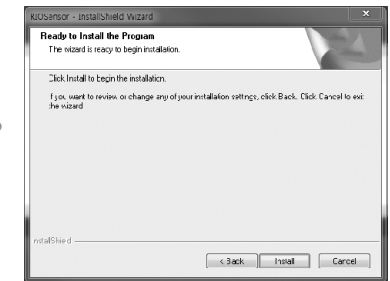 RIOSensor - InstallShield Wizard
Ready to Install the Program
The wizard is ready to begin installation.
Click Install to begin the installation.
If you want to review or change any of your installation settings, click Back. Click Cancel to exit
the wizard
InstallShield
< Back
Install
Cancel